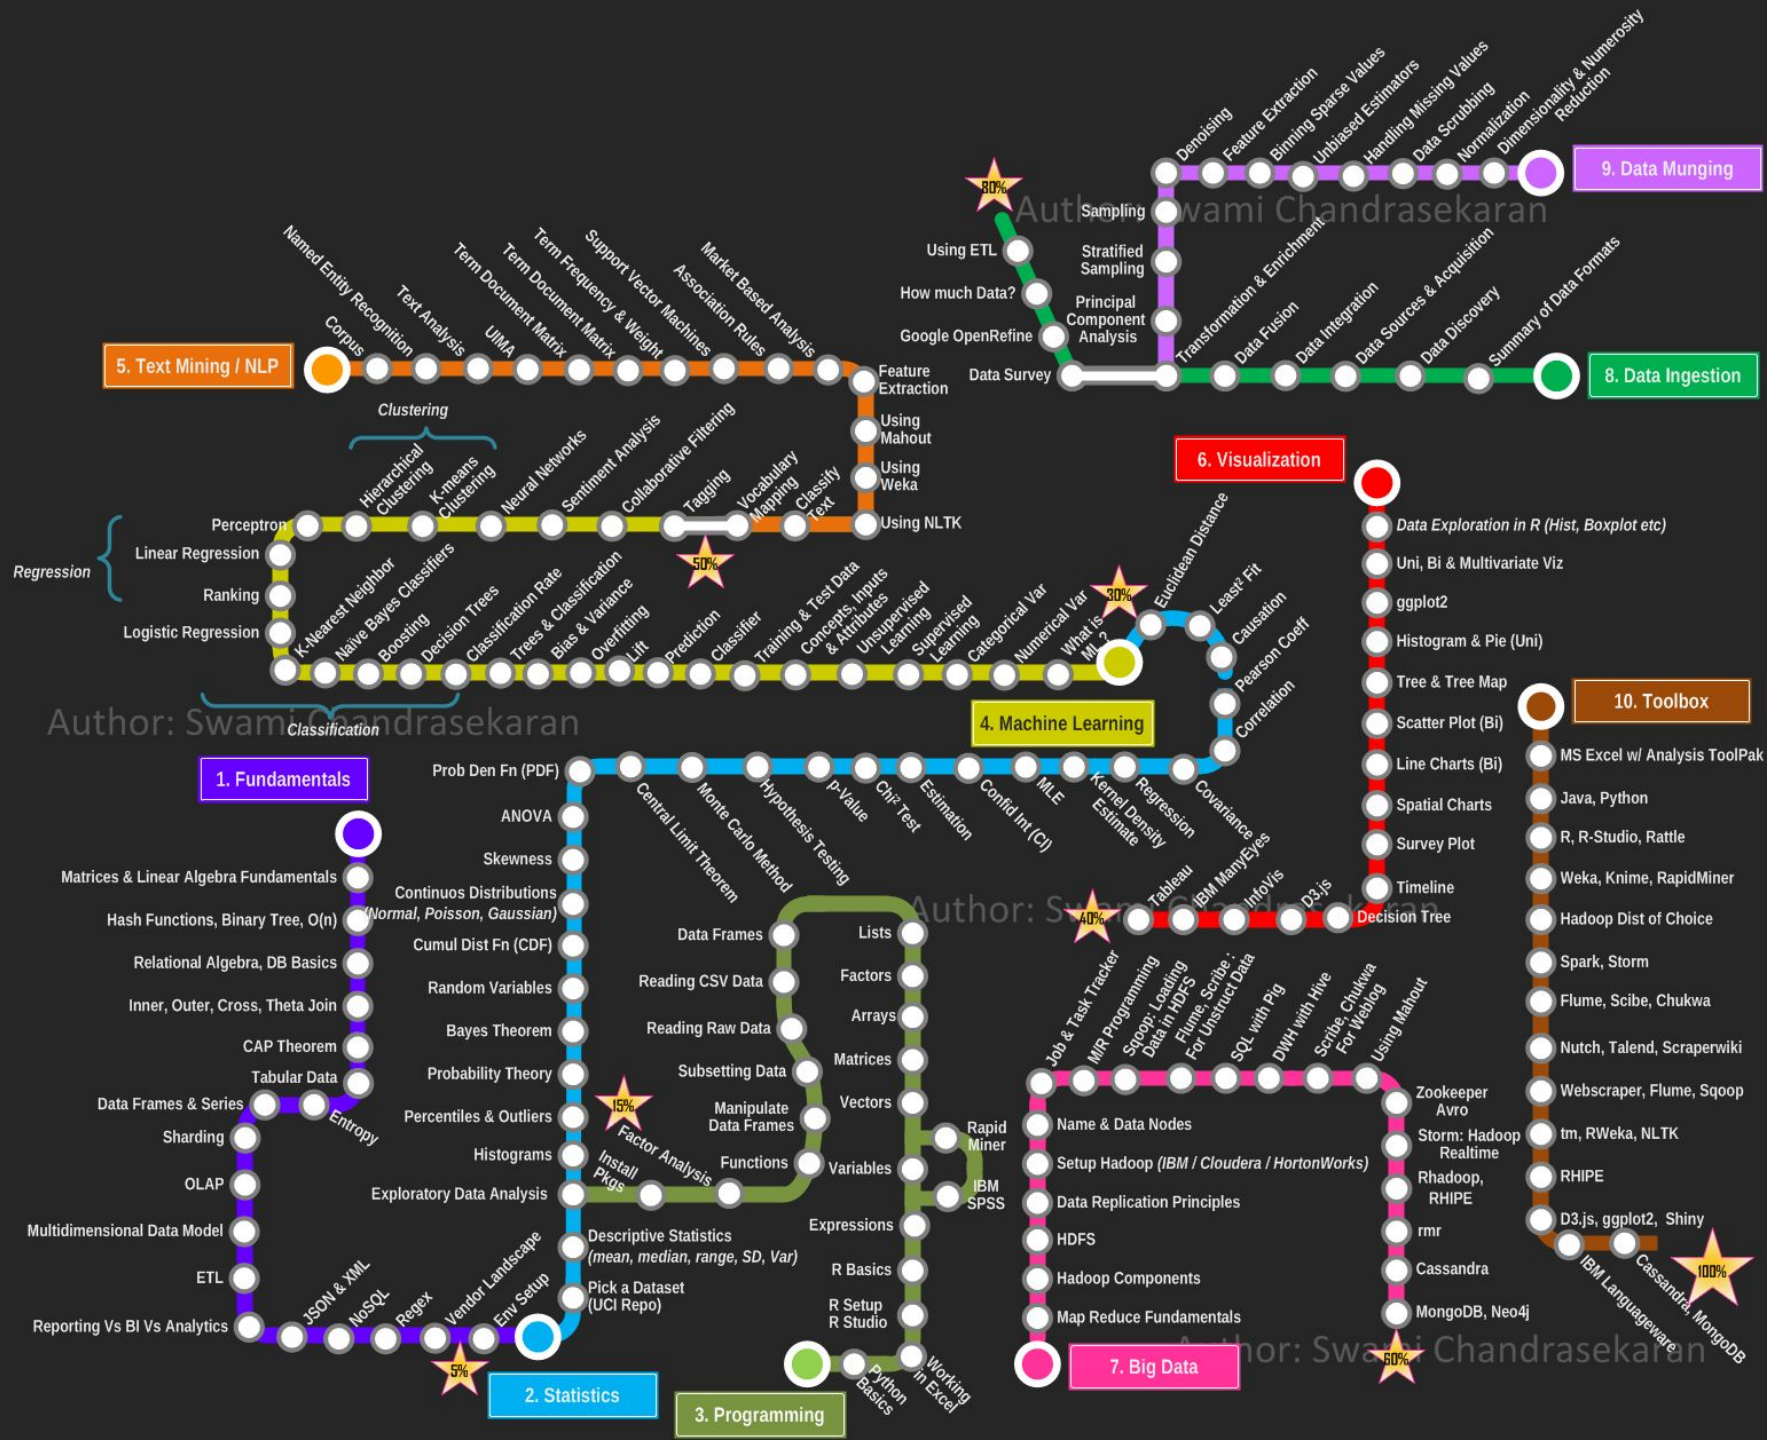 Denoising
Feature Extraction
Binning Sparse Values
Unbiased Estimators
Handling Missing Values
Data Scrubbing
Normalization
Dimensionality & Numerosity
Reduction
9. Data Munging
80%
Author: Swami Chandrasekaran
Sampling
Using ETL
Stratified
Sampling
How much Data?
Principal
Component
Analysis
Google OpenRefine
Data Survey
Transformation & Enrichment
Data Fusion
Data Integration
Data Sources & Acquisition
Data Discovery
Summary of Data Formats
8. Data Ingestion
5. Text Mining / NLP
Corpus
Named Entity Recognition
Text Analysis
UIMA
Term Document Matrix
Term Document Matrix
Term Frequency & Weight
Support Vector Machines
Association Rules
Market Based Analysis
Feature
Extraction
Using
Mahout
Using
Weka
Using NLTK
Classify
Text
Vocabulary
Mapping
50%
Tagging
Collaborative Filtering
Sentiment Analysis
Neural Networks
Clustering
K-means
Clustering
Hierarchical
Clustering
Perceptron
Linear Regression
Regression
Ranking
Logistic Regression
K-Nearest Neighbor
Naïve Bayes Classifiers
Boosting
Decision Trees
Classification Rate
Trees & Classification
Bias & Variance
Overfitting
Lift
Prediction
Classifier
Training & Test Data
Concepts, Inputs
& Attributes
Unsupervised
Learning
Supervised
Learning
Categorical Var
Numerical Var
What is
ML?
30%
Classification
Author: Swami Chandrasekaran
4. Machine Learning
Euclidean Distance
Least² Fit
Causation
Pearson Coeff
Correlation
6. Visualization
Data Exploration in R (Hist, Boxplot etc)
Uni, Bi & Multivariate Viz
ggplot2
Histogram & Pie (Uni)
Tree & Tree Map
Scatter Plot (Bi)
Line Charts (Bi)
Spatial Charts
Survey Plot
Timeline
Decision Tree
D3.js
InfoVis
IBM ManyEyes
Tableau
40%
Author: Swami Chandrasekaran
10. Toolbox
MS Excel w/ Analysis ToolPak
Java, Python
R, R-Studio, Rattle
Weka, Knime, RapidMiner
Hadoop Dist of Choice
Spark, Storm
Flume, Scibe, Chukwa
Nutch, Talend, Scraperwiki
Webscraper, Flume, Sqoop
tm, RWeka, NLTK
RHIPE
D3.js, ggplot2, Shiny
IBM Languageware
Cassandra, MongoDB
100%
1. Fundamentals
Matrices & Linear Algebra Fundamentals
Hash Functions, Binary Tree, O(n)
Relational Algebra, DB Basics
Inner, Outer, Cross, Theta Join
CAP Theorem
Tabular Data
Entropy
Data Frames & Series
Sharding
OLAP
Multidimensional Data Model
ETL
Reporting Vs BI Vs Analytics
JSON & XML
NoSQL
Regex
Vendor Landscape
Env Setup
5%
2. Statistics
Prob Den Fn (PDF)
ANOVA
Skewness
Continuos Distributions
(Normal, Poisson, Gaussian)
Cumul Dist Fn (CDF)
Random Variables
Bayes Theorem
Probability Theory
Percentiles & Outliers
Histograms
Exploratory Data Analysis
Descriptive Statistics
(mean, median, range, SD, Var)
Pick a Dataset
(UCI Repo)
Central Limit Theorem
Monte Carlo Method
Hypothesis Testing
p-Value
Chi² Test
Estimation
Confid Int (CI)
MLE
Kernel Density
Estimate
Regression
Covariance
15%
Install
Pkgs
Factor Analysis
Functions
Manipulate
Data Frames
Subsetting Data
Reading Raw Data
Reading CSV Data
Data Frames
Lists
Factors
Arrays
Matrices
Vectors
Variables
Rapid
Miner
IBM
SPSS
Expressions
R Basics
R Setup
R Studio
Working
in Excel
Python
Basics
3. Programming
Job & Task Tracker
M/R Programming
Sqoop: Loading
Data in HDFS
Flume, Scribe :
For Unstruct Data
SQL with Pig
DWH with Hive
Scribe, Chukwa
For Weblog
Using Mahout
Zookeeper
Avro
Storm: Hadoop
Realtime
Rhadoop,
RHIPE
rmr
Cassandra
MongoDB, Neo4j
60%
Name & Data Nodes
Setup Hadoop (IBM / Cloudera / HortonWorks)
Data Replication Principles
HDFS
Hadoop Components
Map Reduce Fundamentals
7. Big Data
Author: Swami Chandrasekaran